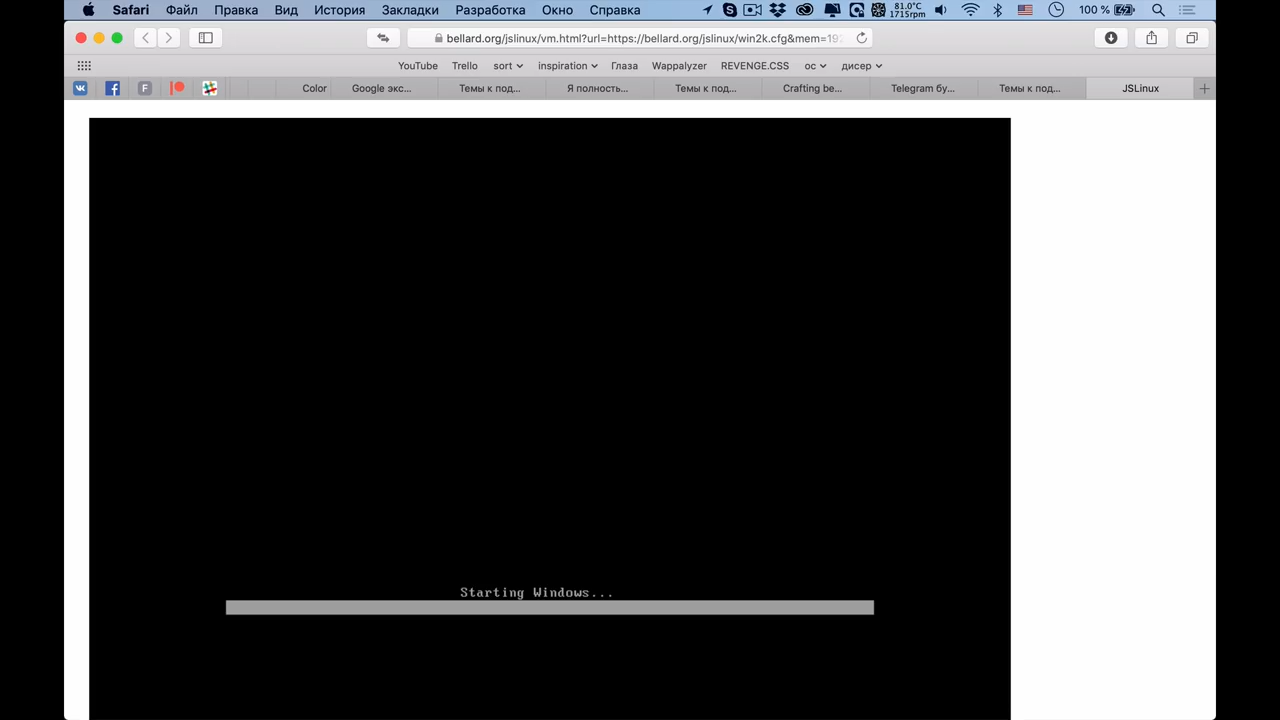 Safari Файл Правка Вид История Закладки Разработка Окно Справка 81.0°C 1715rpm 100 %
bellard.org/jslinux/vm.html?url=https://bellard.org/jslinux/win2k.cfg&mem=19
YouTube Trello sort inspiration Глаза Wappalyzer REVENGE.CSS ос дисер
F Color Google экс... Темы к под... Я полность... Темы к под... Crafting be... Telegram бу... Темы к под... JSLinux
Starting Windows...